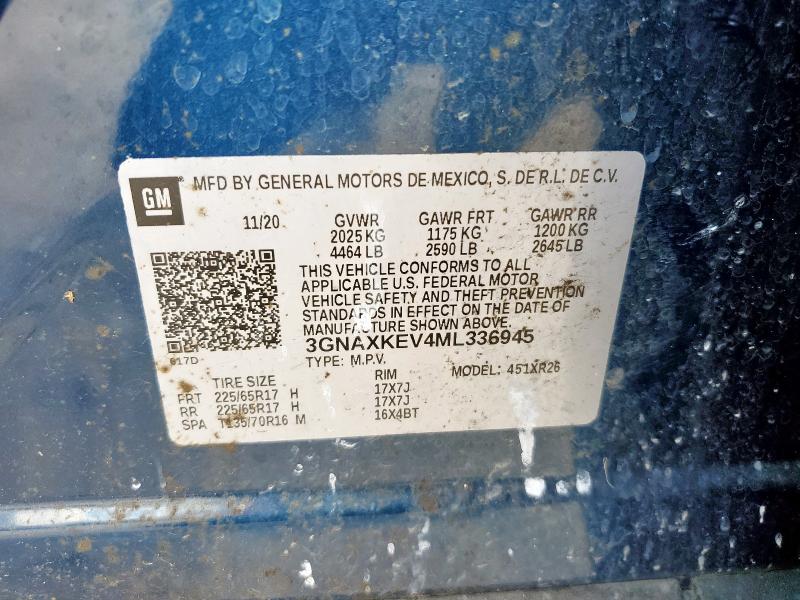 GM
MFD BY GENERAL MOTORS DE MEXICO, S. DE R.L. DE C.V.
11/20 GVWR GAWR FRT GAWR RR
2025 KG 1175 KG 1200 KG
4464 LB 2590 LB 2645 LB
THIS VEHICLE CONFORMS TO ALL
APPLICABLE U.S. FEDERAL MOTOR
VEHICLE SAFETY AND THEFT PREVENTION
STANDARDS IN EFFECT ON THE DATE OF
MANUFACTURE SHOWN ABOVE.
3GNAXKEV4ML336945
617D
TYPE: M.P.V. MODEL: 451XR26
TIRE SIZE RIM
FRT 225/65R17 H 17X7J
RR 225/65R17 H 17X7J
SPA T135/70R16 M 16X4BT